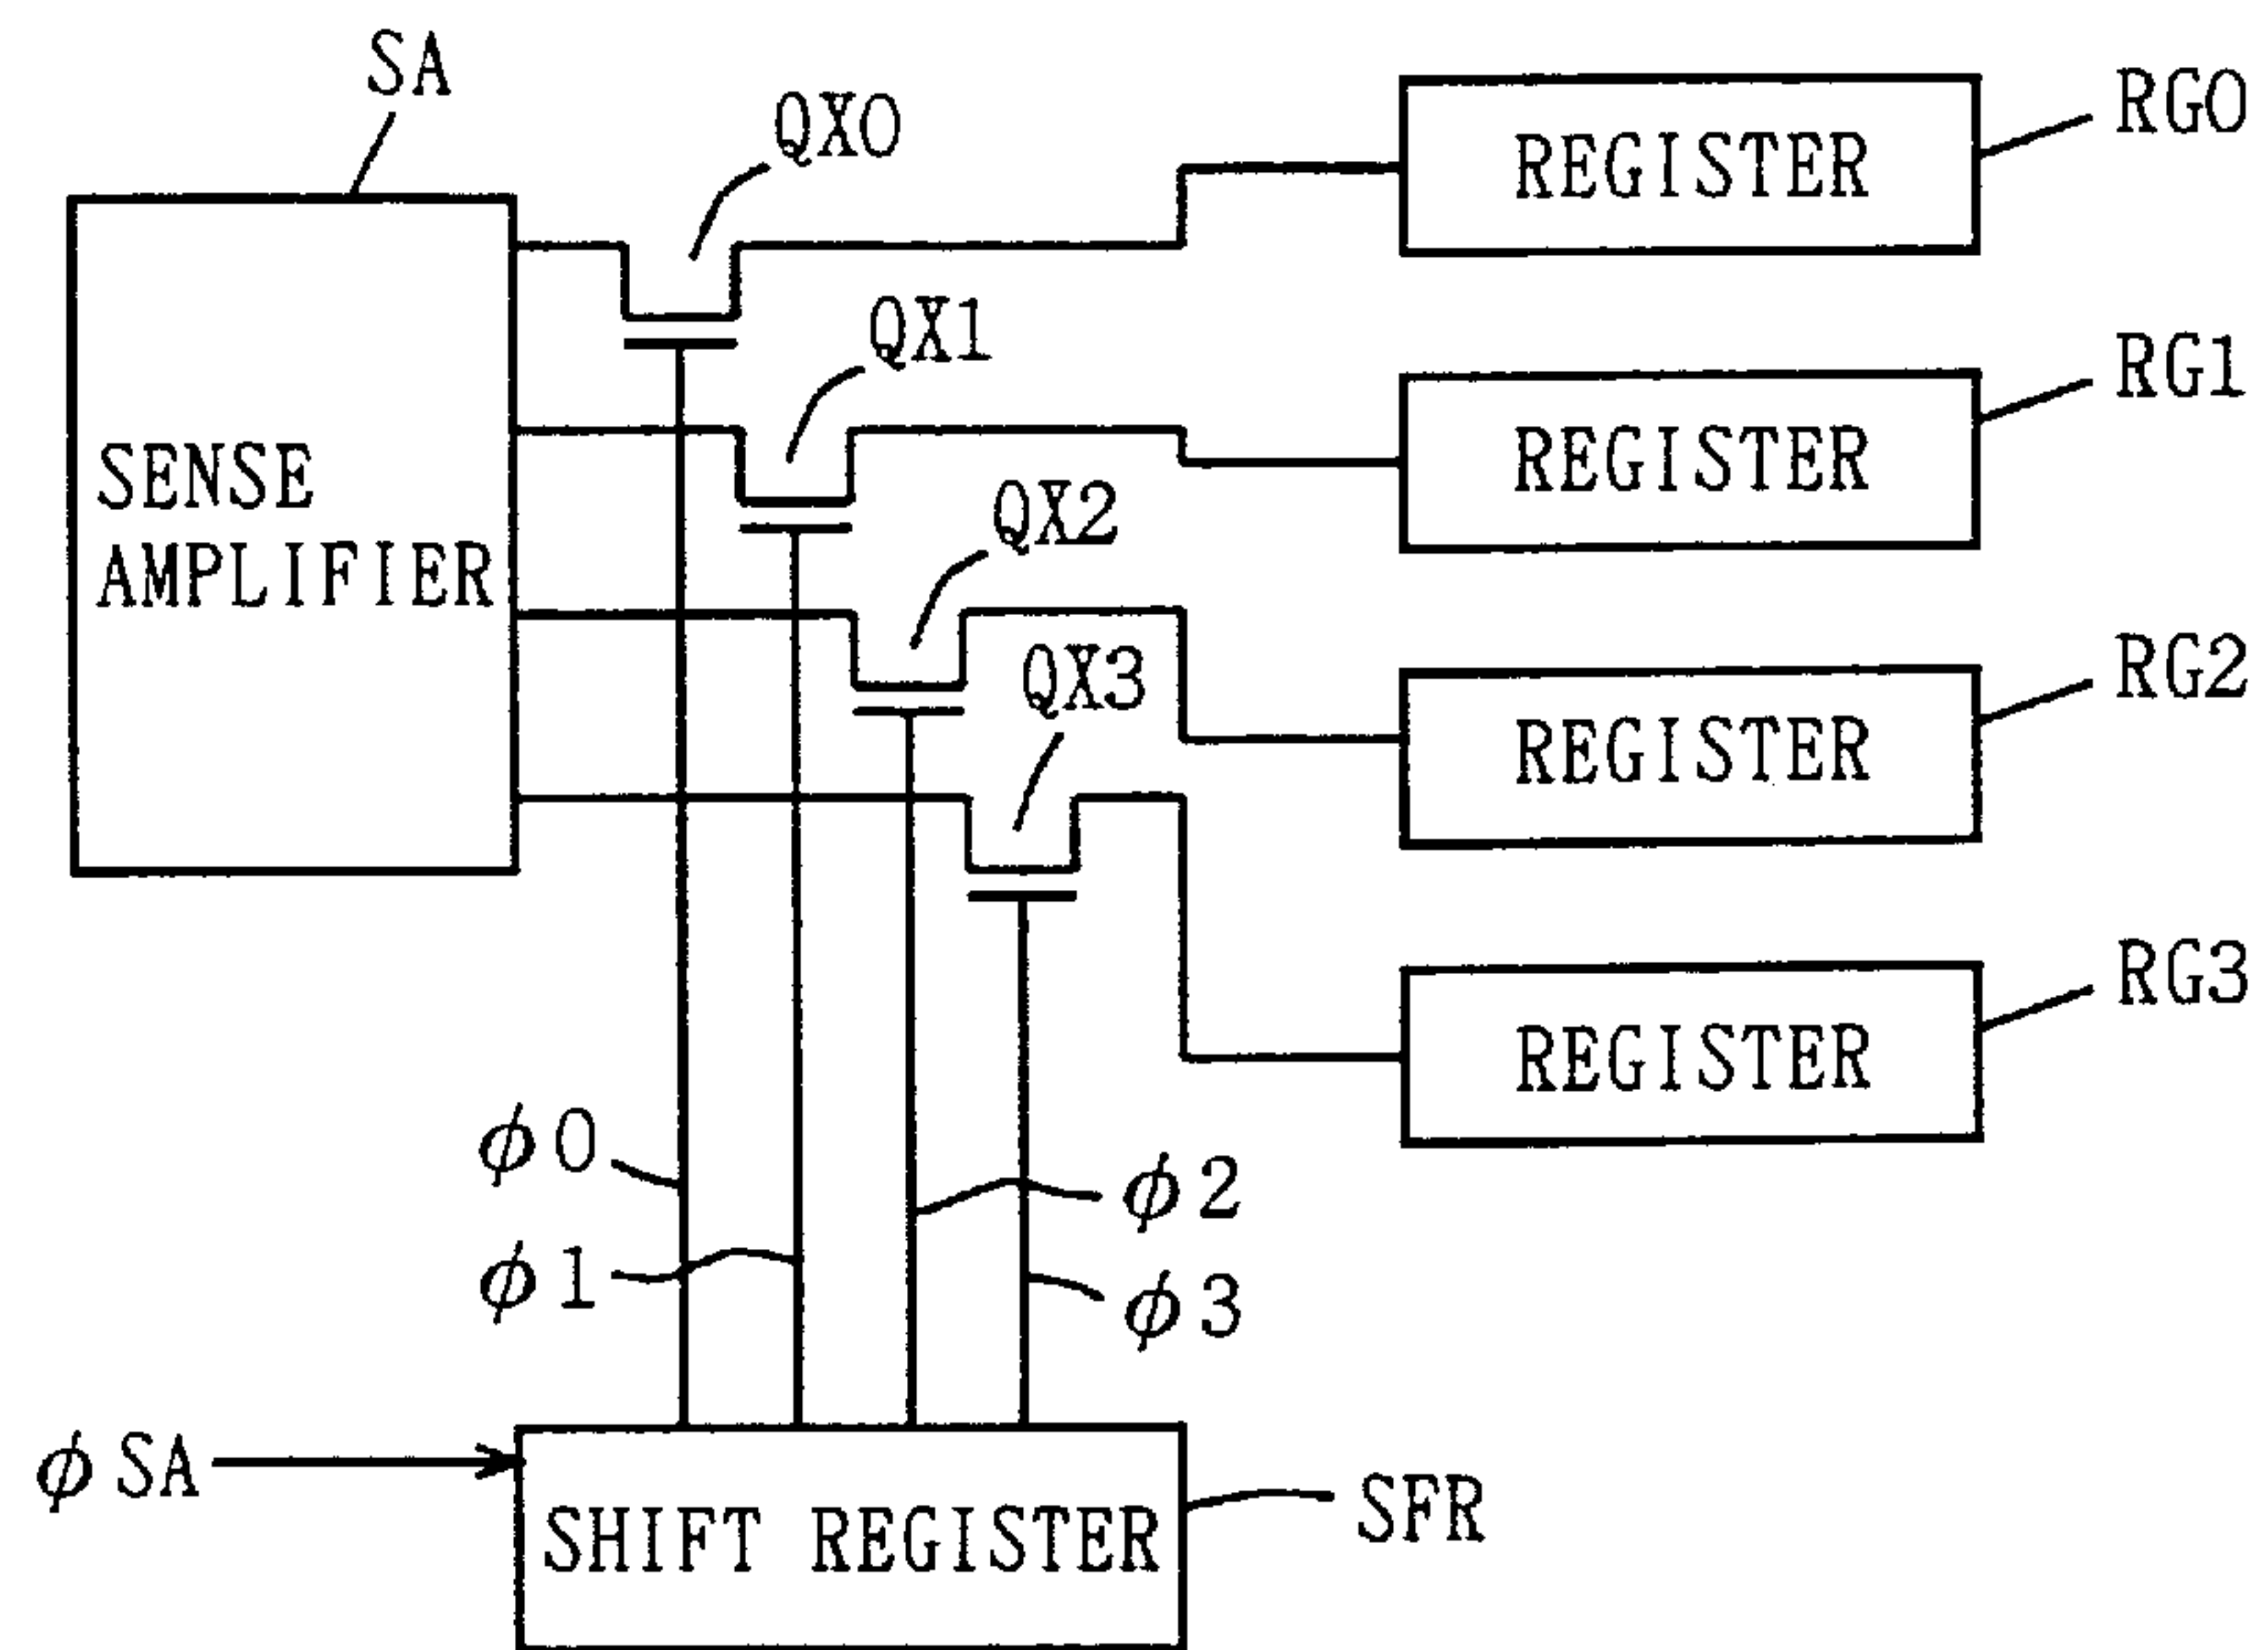 SA
QX0
REGISTER
RG0
QX1
REGISTER
RG1
SENSE
AMPLIFIER
QX2
QX3
REGISTER
RG2
REGISTER
RG3
φ0
φ2
φ1
φ3
φSA
SHIFT REGISTER
SFR